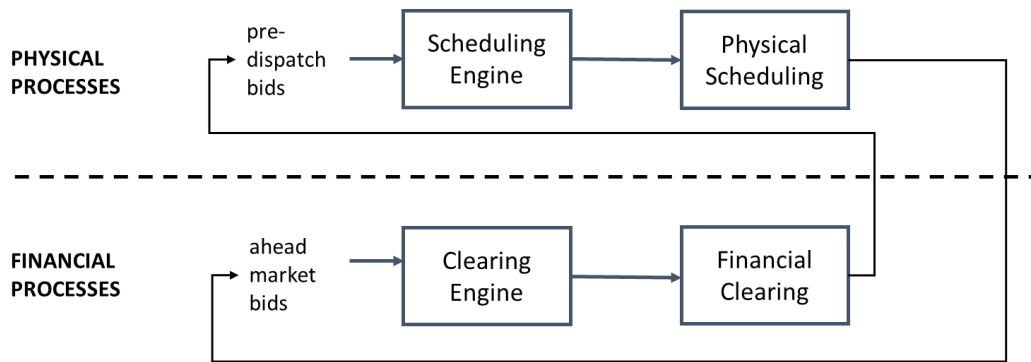 PHYSICAL
PROCESSES
pre-
dispatch
bids
Scheduling
Engine
Physical
Scheduling
FINANCIAL
PROCESSES
ahead
market
bids
Clearing
Engine
Financial
Clearing